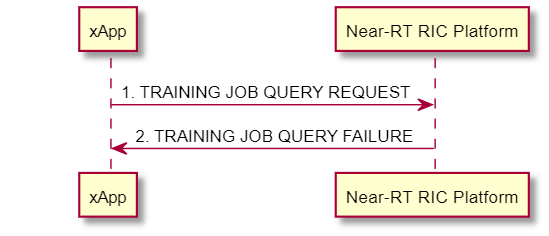 xApp
Near-RT RIC Platform
1. TRAINING JOB QUERY REQUEST
2. TRAINING JOB QUERY FAILURE
xApp
Near-RT RIC Platform